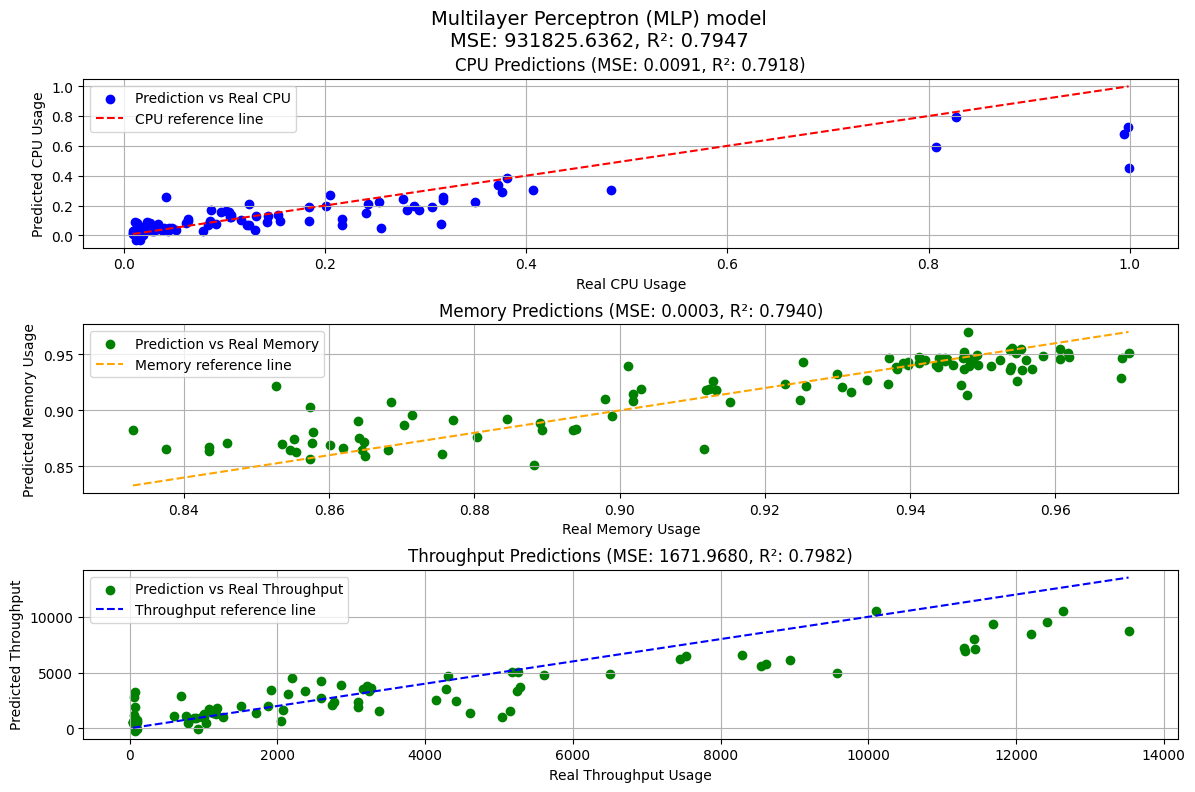 Multilayer Perceptron (MLP) model
MSE: 931825.6362, R²: 0.7947
CPU Predictions (MSE: 0.0091, R²: 0.7918)
Predicted CPU Usage
1.0
0.8
0.6
0.4
0.2
0.0
Prediction vs Real CPU
CPU reference line
0.0 0.2 0.4 0.6 0.8 1.0
Real CPU Usage
Memory Predictions (MSE: 0.0003, R²: 0.7940)
Predicted Memory Usage
0.95
0.90
0.85
Prediction vs Real Memory
Memory reference line
0.84 0.86 0.88 0.90 0.92 0.94 0.96
Real Memory Usage
Throughput Predictions (MSE: 1671.9680, R²: 0.7982)
Predicted Throughput
10000
5000
0
Prediction vs Real Throughput
Throughput reference line
0 2000 4000 6000 8000 10000 12000 14000
Real Throughput Usage